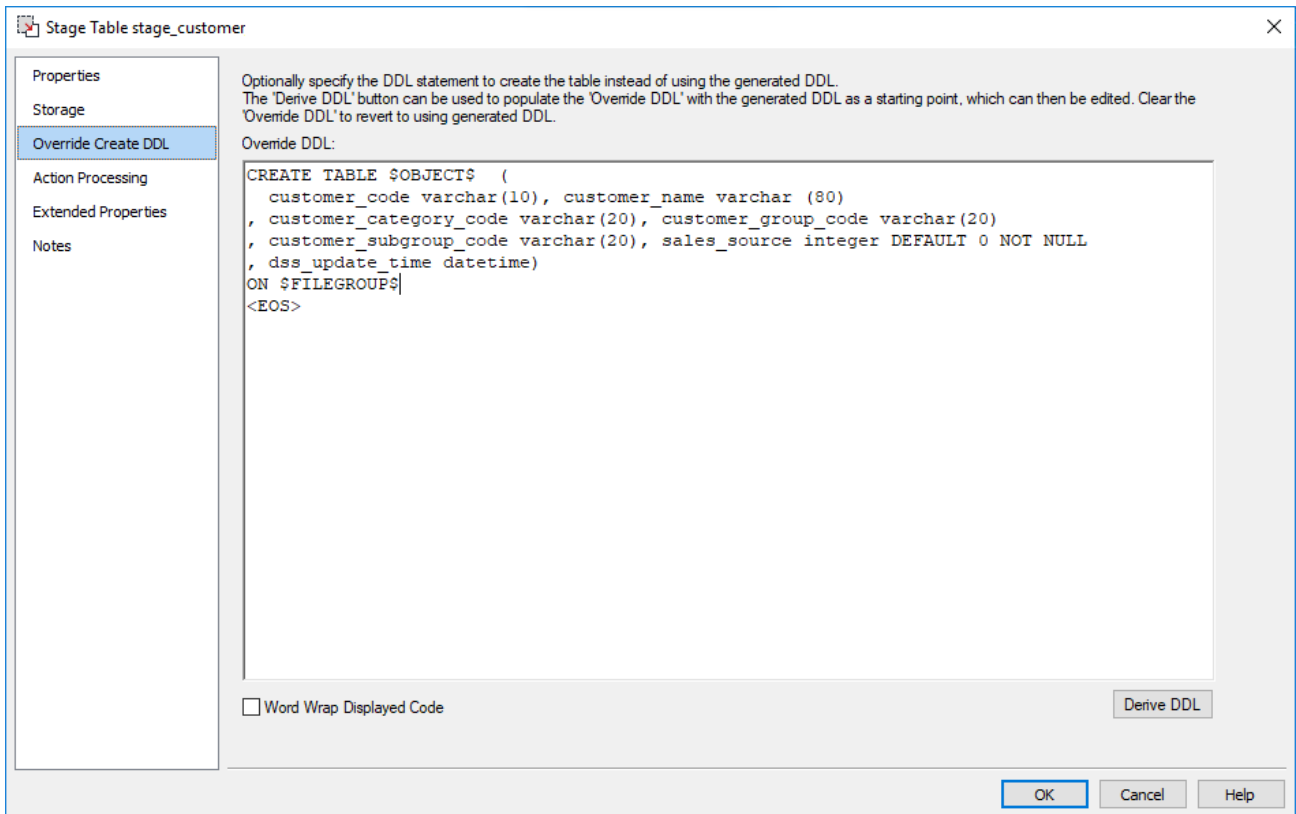 Stage Table stage_customer
Properties
Storage
Override Create DDL
Action Processing
Extended Properties
Notes
Optionally specify the DDL statement to create the table instead of using the generated DDL.
The 'Derive DDL' button can be used to populate the 'Override DDL' with the generated DDL as a starting point, which can then be edited. Clear the
'Override DDL' to revert to using generated DDL.
Override DDL:
CREATE TABLE $OBJECT$  (
  customer_code varchar(10), customer_name varchar (80)
, customer_category_code varchar(20), customer_group_code varchar(20)
, customer_subgroup_code varchar(20), sales_source integer DEFAULT 0 NOT NULL
, dss_update_time datetime)
ON $FILEGROUP$
<EOS>
Word Wrap Displayed Code
Derive DDL
OK
Cancel
Help